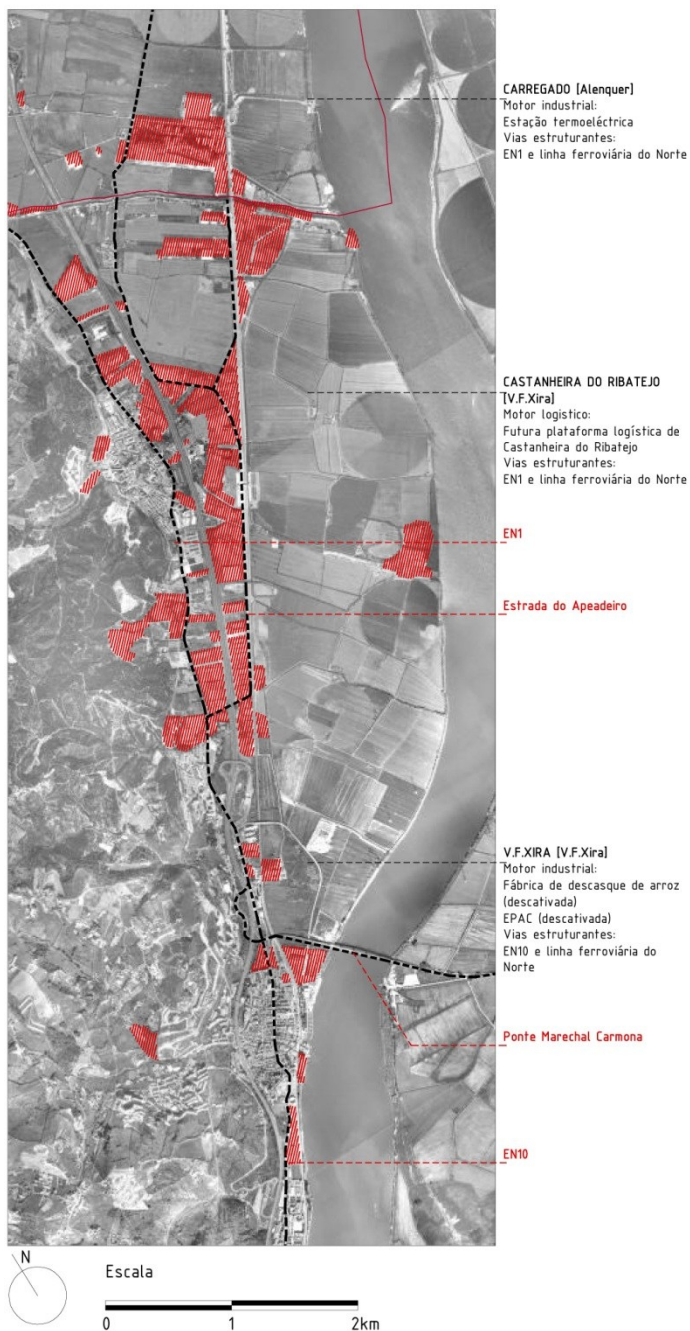 CARREGADO [Alenquer]
Motor industrial:
Estação termoeléctrica
Vias estruturantes:
EN1 e linha ferroviária do Norte
CASTANHEIRA DO RIBATEJO
[V.F.Xira]
Motor logistico:
Futura plataforma logística de
Castanheira do Ribatejo
Vias estruturantes:
EN1 e linha ferroviária do Norte
EN1
Estrada do Apeadeiro
V.F.XIRA [V.F.Xira]
Motor industrial:
Fábrica de descasque de arroz
(descativada)
EPAC (descativada)
Vias estruturantes:
EN10 e linha ferroviária do
Norte
Ponte Marechal Carmona
EN10
N
Escala
0 1 2km